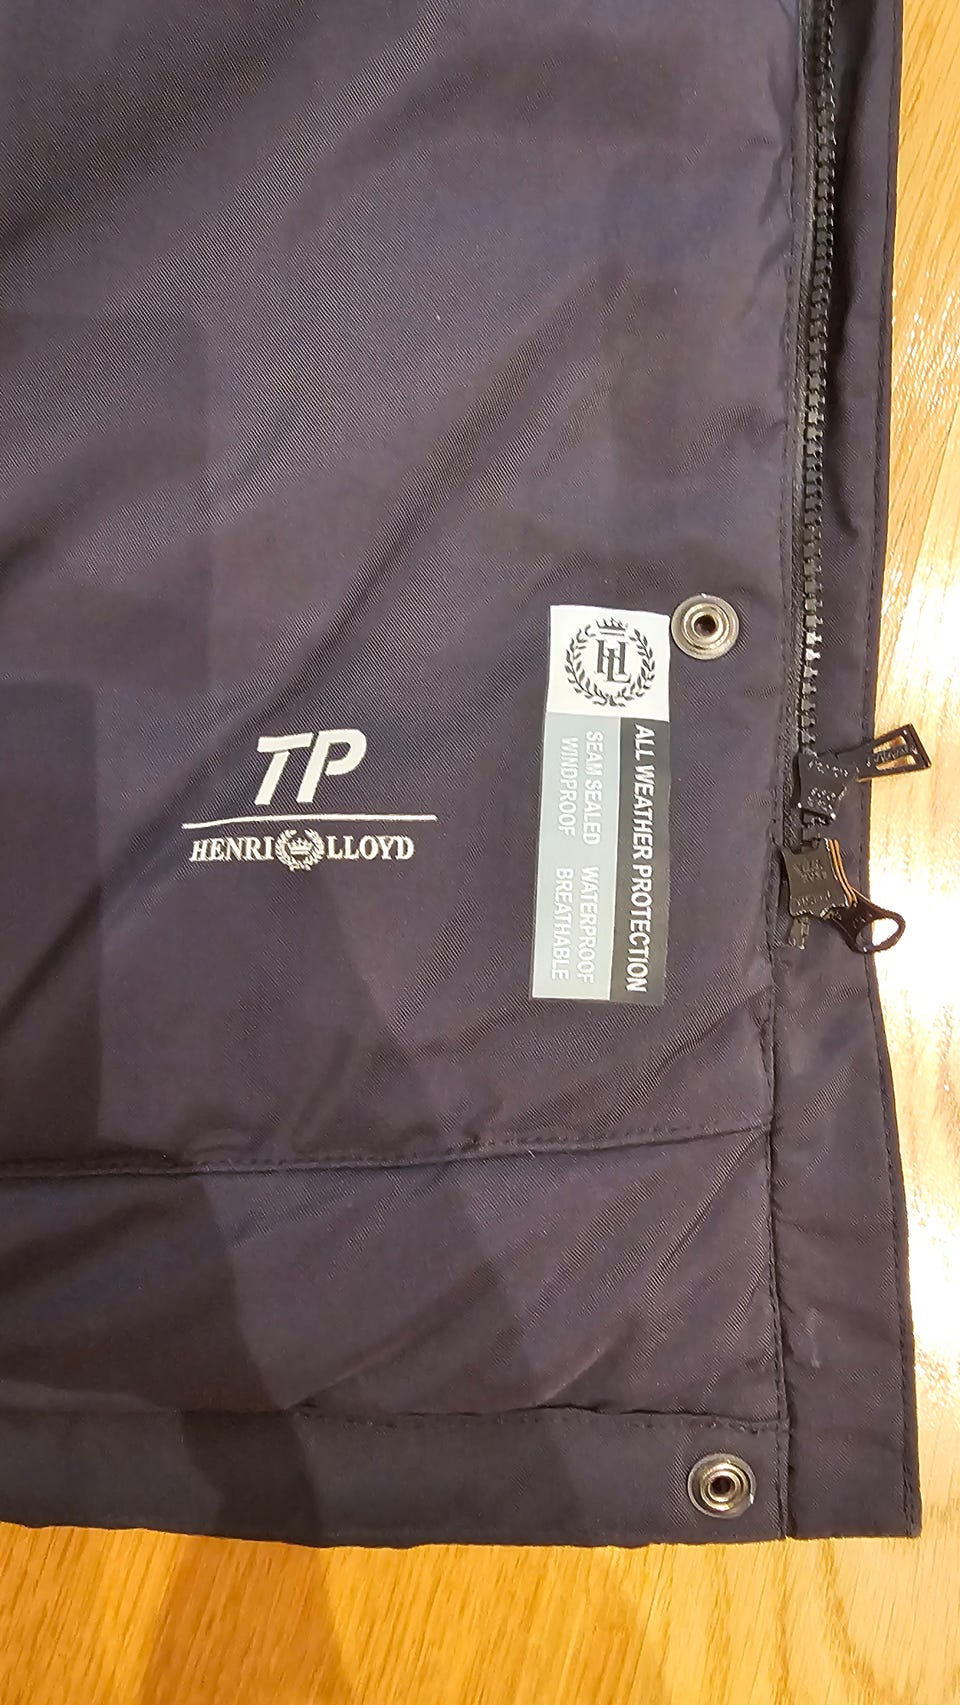 TP
HENRI LLOYD
HL
ALL WEATHER PROTECTION
SEAM SEALED WATERPROOF
WINDPROOF BREATHABLE